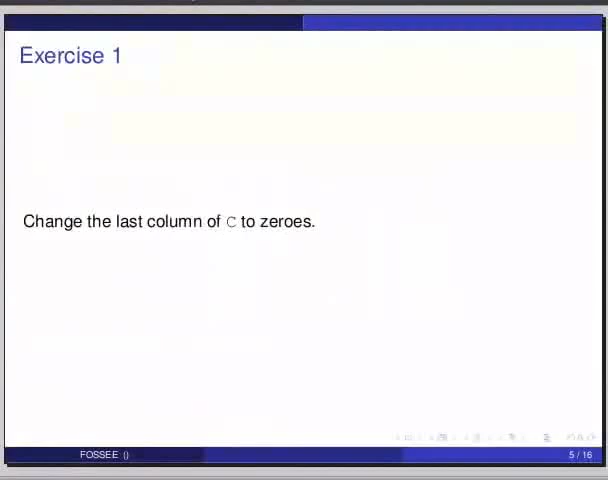 Exercise 1
Change the last column of C to zeroes.
FOSSEE ()
5 / 16